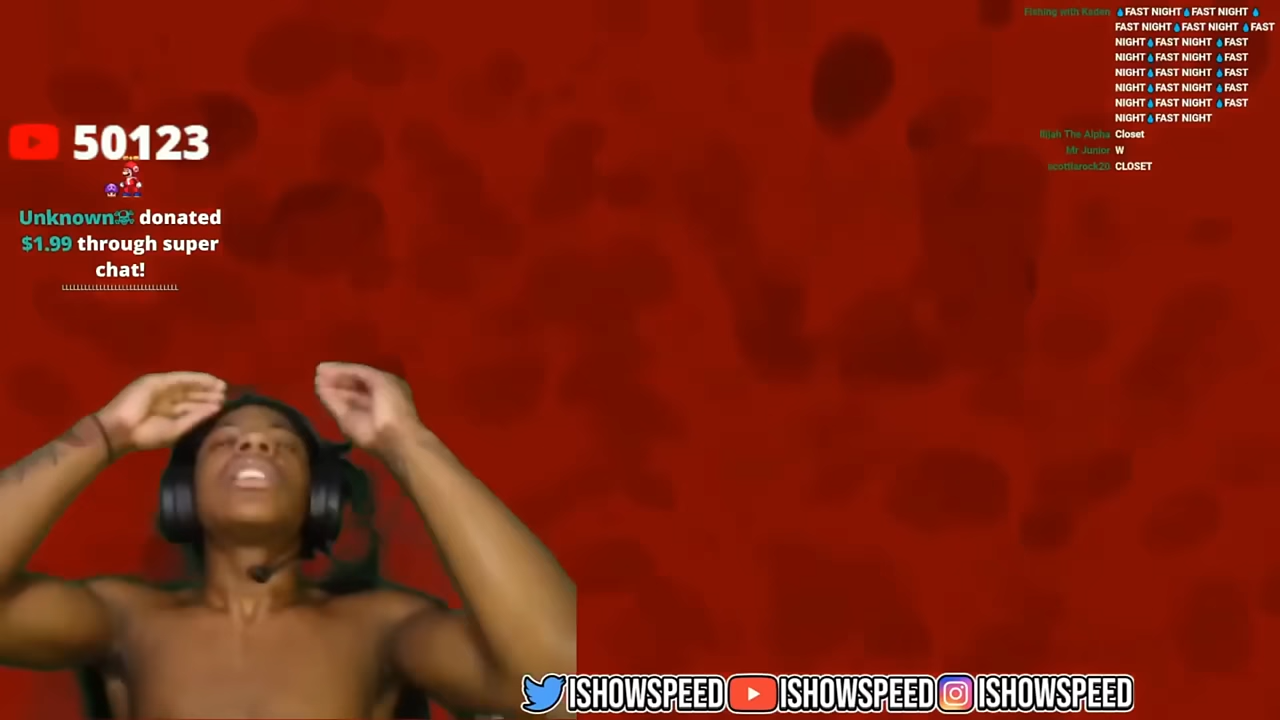 50123
Unknown☠ donated
$1.99 through super
chat!
Fishing with Kaden 💧FAST NIGHT💧FAST NIGHT 💧
FAST NIGHT💧FAST NIGHT 💧FAST
NIGHT💧FAST NIGHT 💧FAST
NIGHT💧FAST NIGHT 💧FAST
NIGHT💧FAST NIGHT 💧FAST
NIGHT💧FAST NIGHT 💧FAST
NIGHT💧FAST NIGHT 💧FAST
NIGHT💧FAST NIGHT
The Alpha Closet
Mr Junior W
scottlarock20 CLOSET
ISHOWSPEED ISHOWSPEED ISHOWSPEED